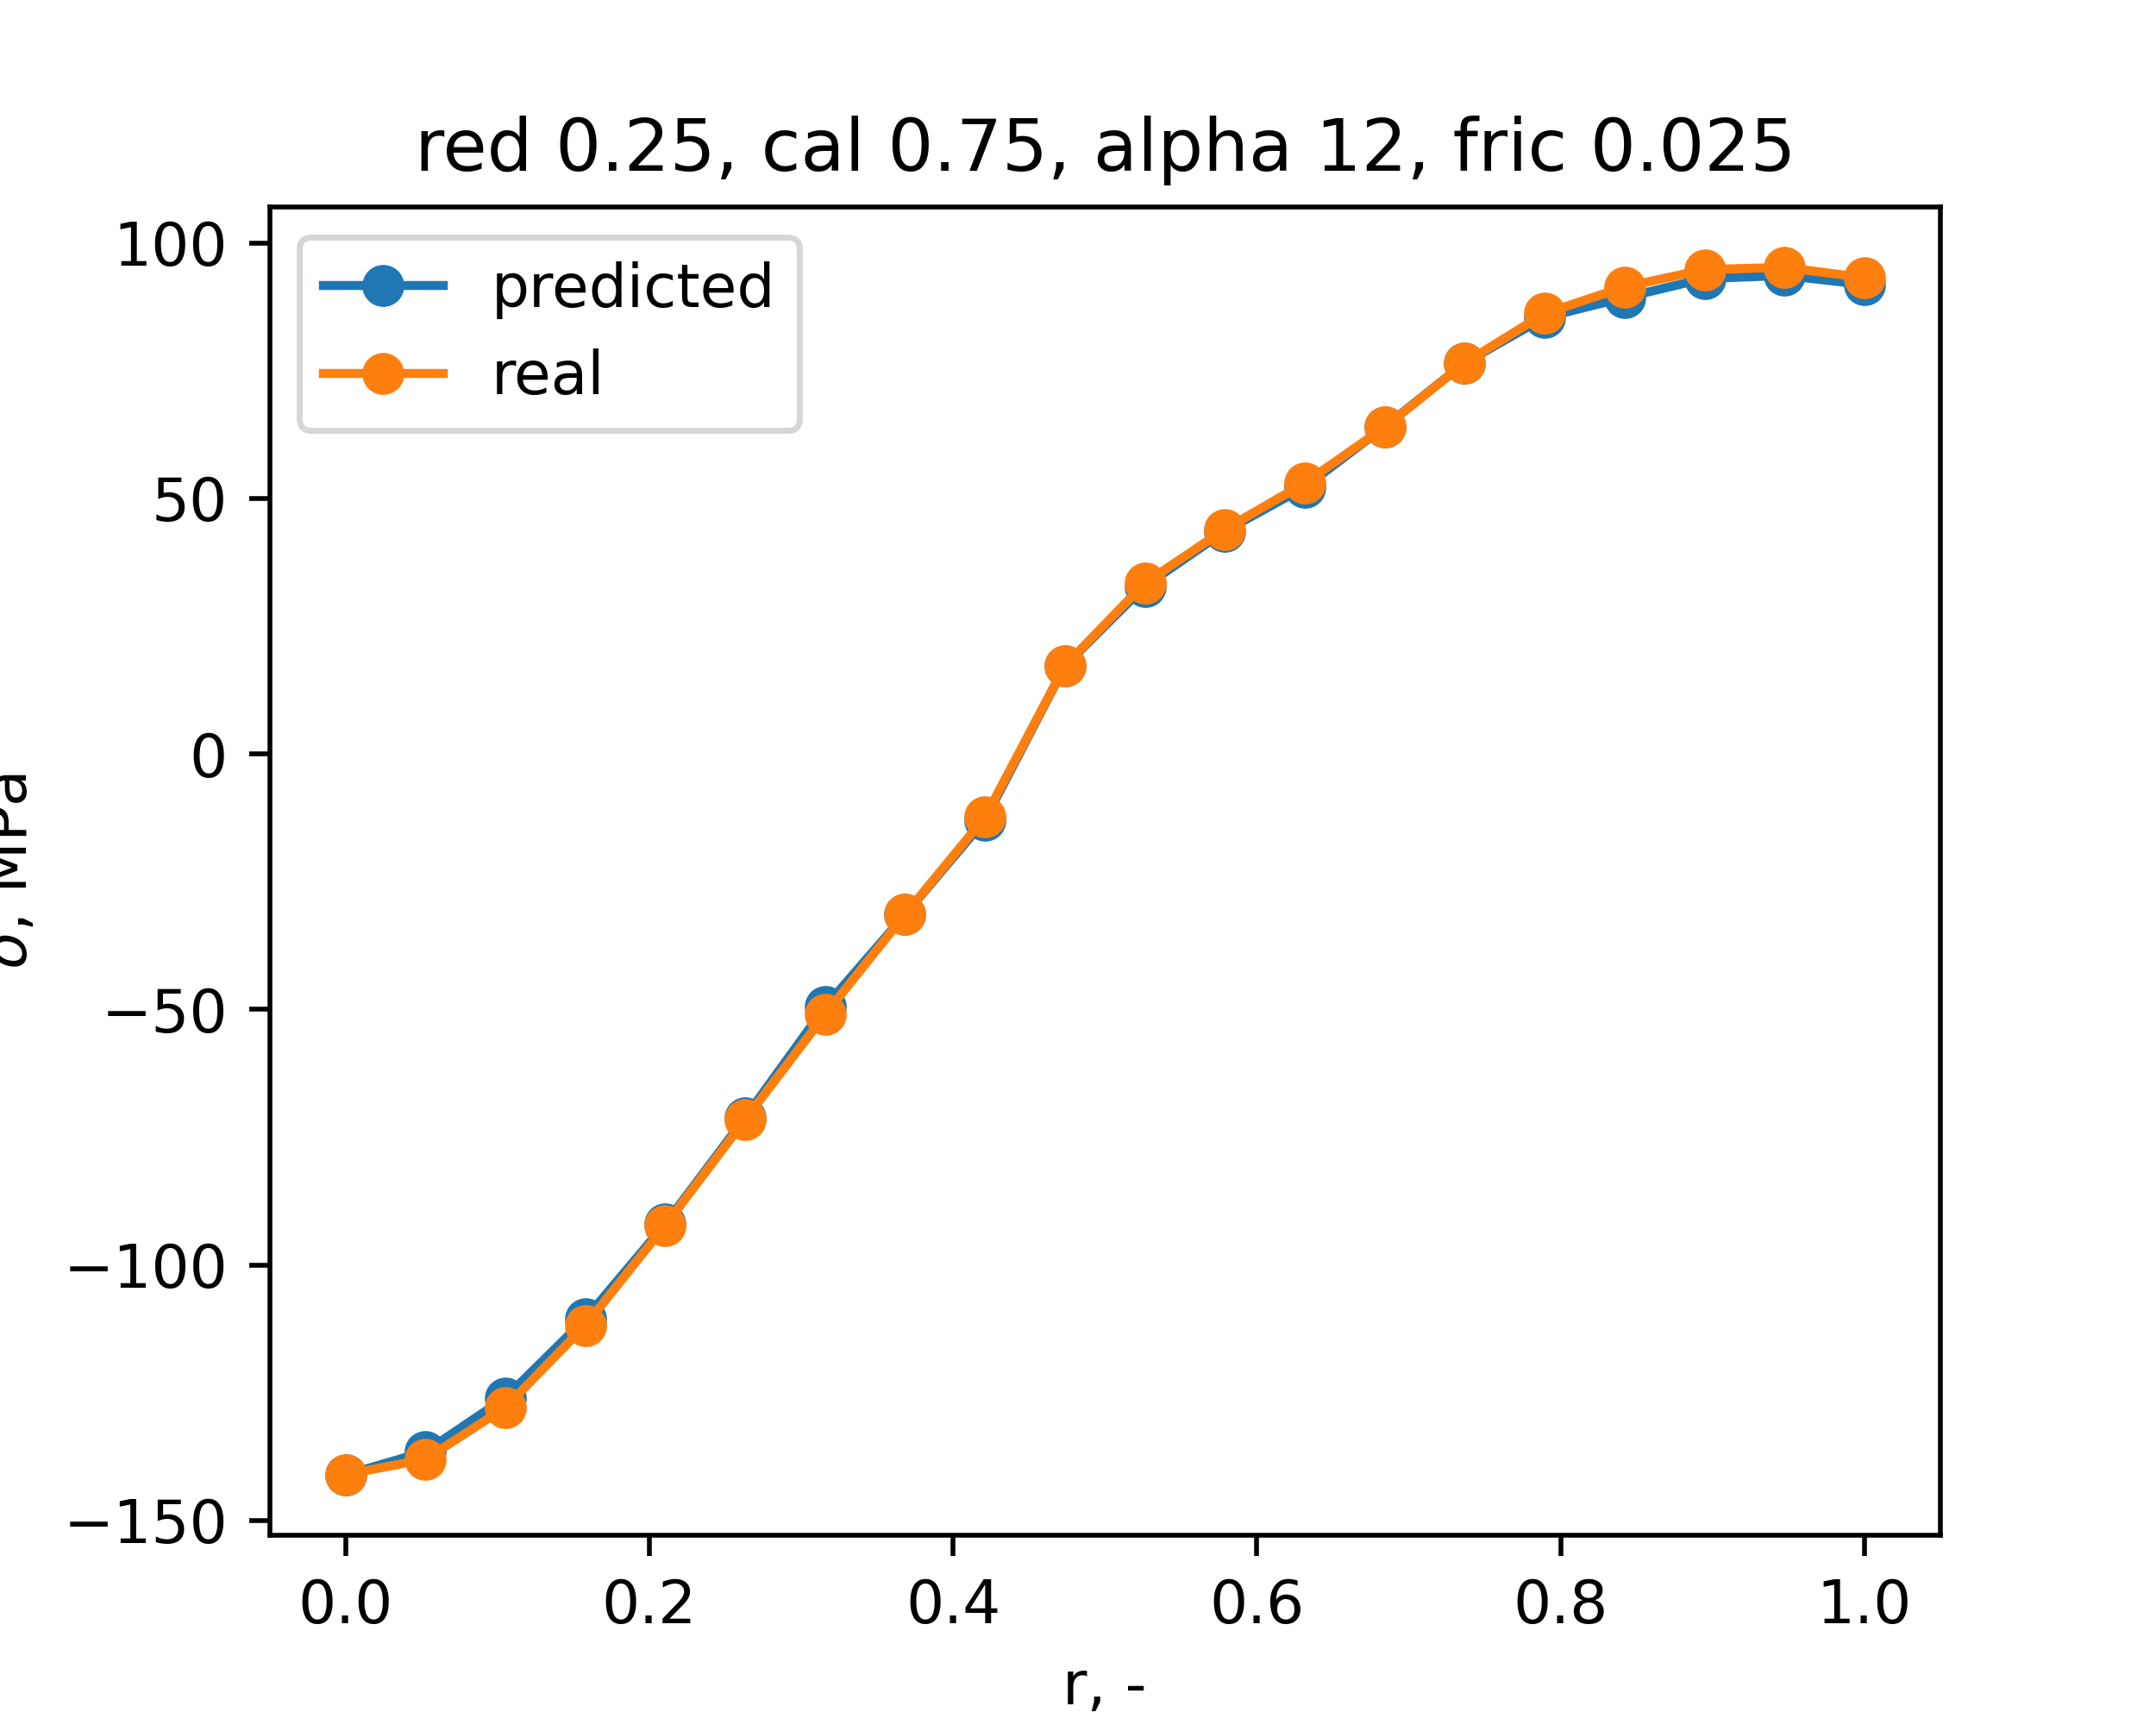 red 0.25, cal 0.75, alpha 12, fric 0.025
predicted
real
100
50
0
−50
−100
−150
σ, MPa
0.0 0.2 0.4 0.6 0.8 1.0
r, -